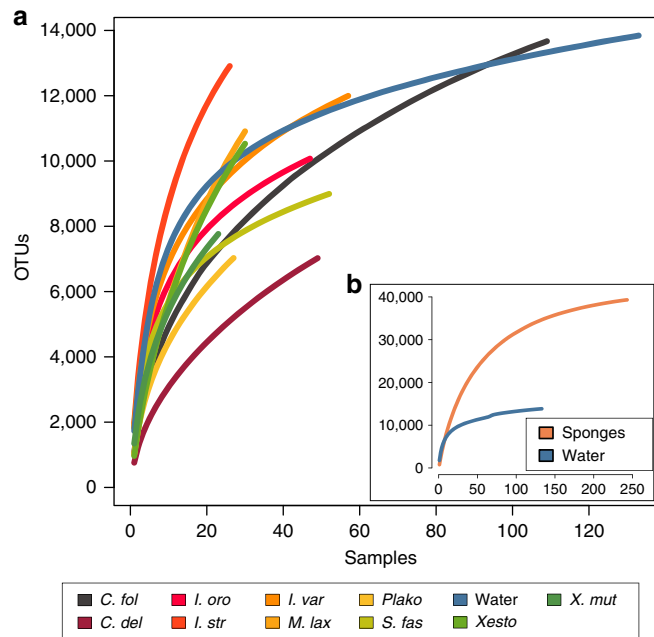 a
14,000
12,000
10,000
8,000
6,000
4,000
2,000
0
OTUs
0 20 40 60 80 100 120
Samples
b
40,000
30,000
20,000
10,000
0
0 50 100 150 200 250
Sponges
Water
C. fol I. oro I. var Plako Water X. mut
C. del I. str M. lax S. fas Xesto